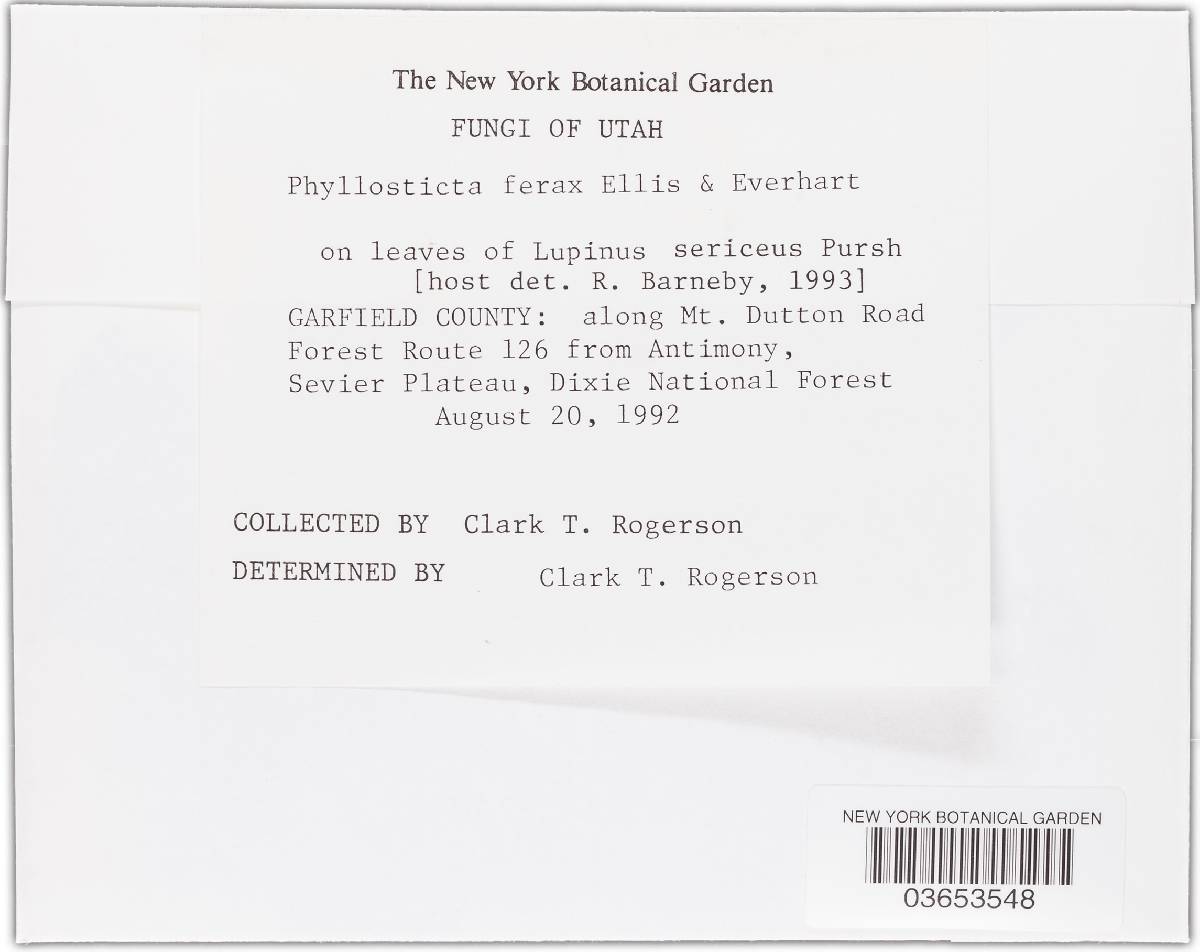 The New York Botanical Garden
FUNGI OF UTAH
Phyllosticta ferax Ellis & Everhart
on leaves of Lupinus sericeus Pursh
[host det. R. Barneby, 1993]
GARFIELD COUNTY: along Mt. Dutton Road
Forest Route 126 from Antimony,
Sevier Plateau, Dixie National Forest
August 20, 1992
COLLECTED BY Clark T. Rogerson
DETERMINED BY Clark T. Rogerson
NEW YORK BOTANICAL GARDEN
03653548